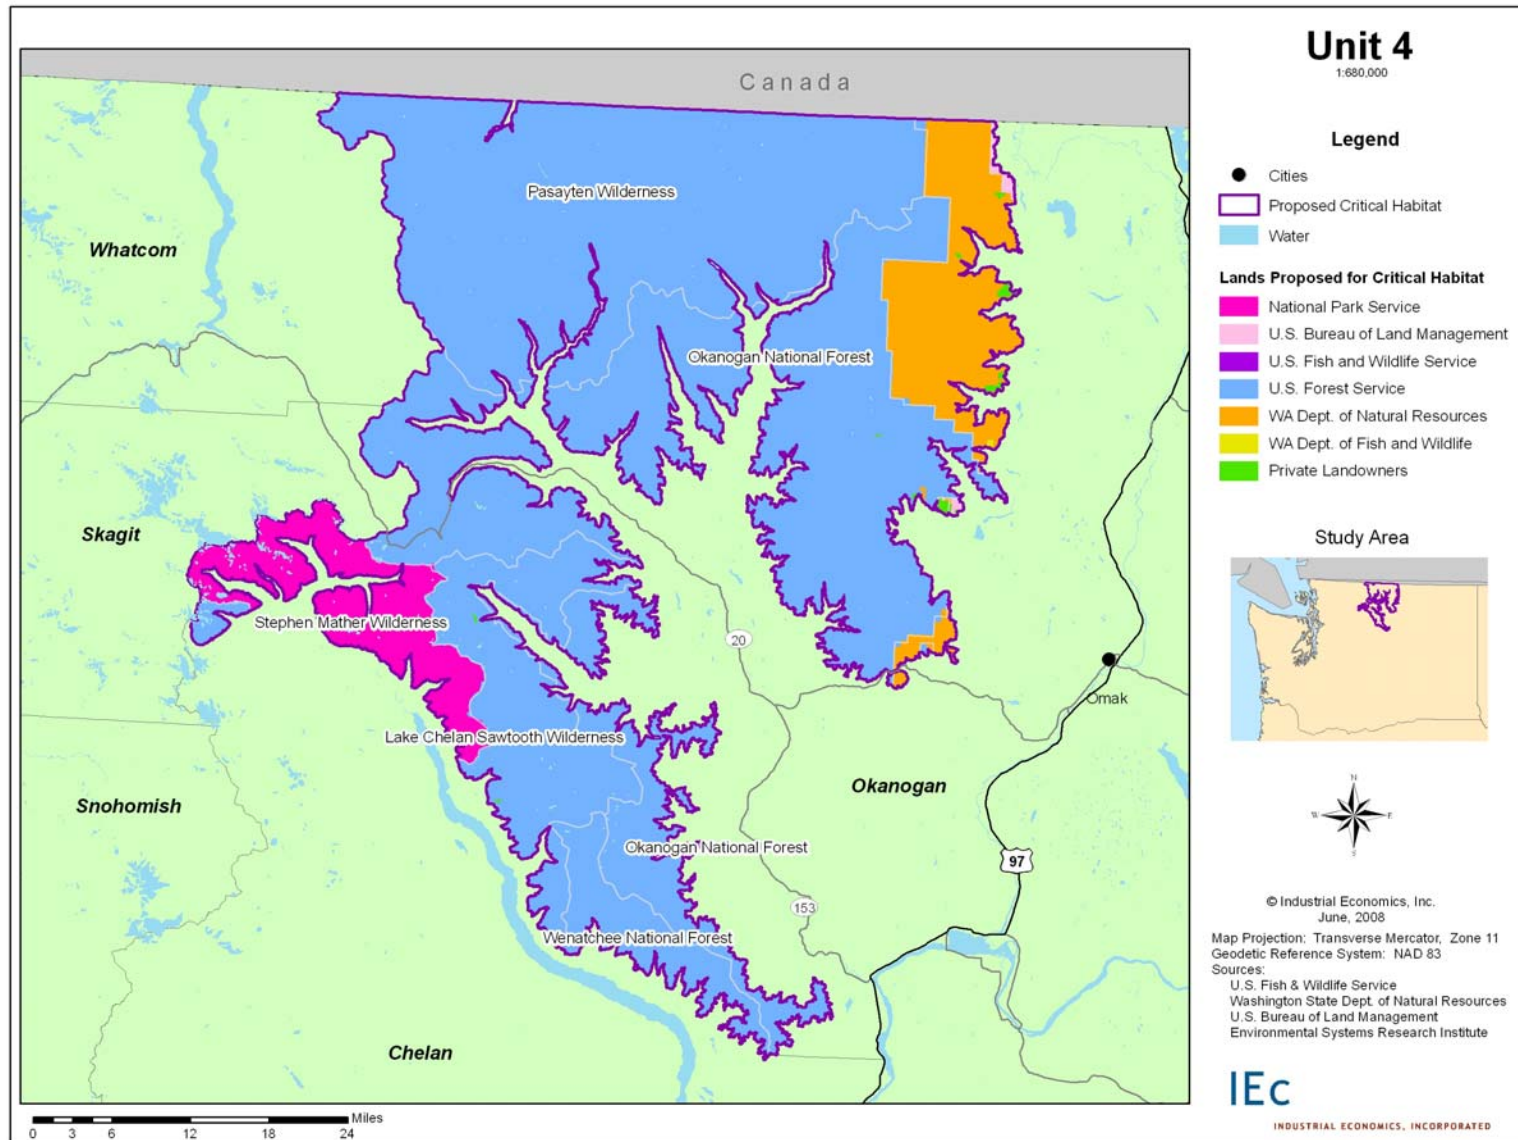 Canada
Pasayten Wilderness
Whatcom
Okanogan National Forest
Skagit
Stephen Mather Wilderness
20
Omak
Lake Chelan Sawtooth Wilderness
Snohomish
Okanogan
Okanogan National Forest
97
153
Wenatchee National Forest
Chelan
Miles
0 3 6 12 18 24
Unit 4
1:680,000
Legend
Cities
Proposed Critical Habitat
Water
Lands Proposed for Critical Habitat
National Park Service
U.S. Bureau of Land Management
U.S. Fish and Wildlife Service
U.S. Forest Service
WA Dept. of Natural Resources
WA Dept. of Fish and Wildlife
Private Landowners
Study Area
N
W E
S
© Industrial Economics, Inc.
June, 2008
Map Projection: Transverse Mercator, Zone 11
Geodetic Reference System: NAD 83
Sources:
U.S. Fish & Wildlife Service
Washington State Dept. of Natural Resources
U.S. Bureau of Land Management
Environmental Systems Research Institute
IEc
INDUSTRIAL ECONOMICS, INCORPORATED